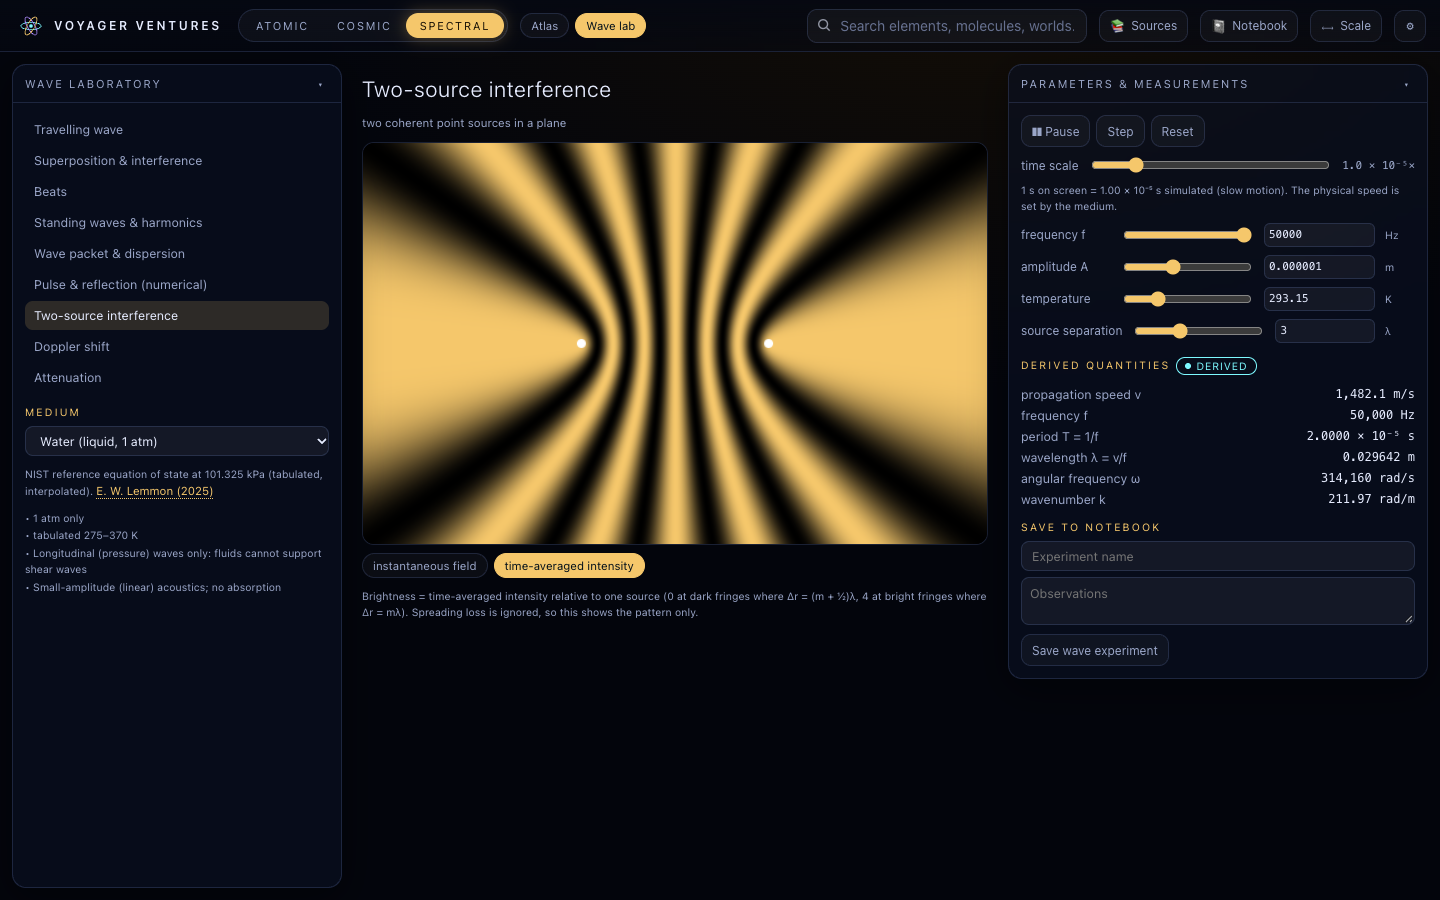 VOYAGER VENTURES
ATOMIC
COSMIC
SPECTRAL
Atlas
Wave lab
Search elements, molecules, worlds.
Sources
Notebook
Scale
WAVE LABORATORY
Travelling wave
Superposition & interference
Beats
Standing waves & harmonics
Wave packet & dispersion
Pulse & reflection (numerical)
Two-source interference
Doppler shift
Attenuation
MEDIUM
Water (liquid, 1 atm)
NIST reference equation of state at 101.325 kPa (tabulated,
interpolated). E. W. Lemmon (2025)
• 1 atm only
• tabulated 275–370 K
• Longitudinal (pressure) waves only: fluids cannot support
shear waves
• Small-amplitude (linear) acoustics; no absorption
Two-source interference
two coherent point sources in a plane
instantaneous field
time-averaged intensity
Brightness = time-averaged intensity relative to one source (0 at dark fringes where Δr = (m + ½)λ, 4 at bright fringes where
Δr = mλ). Spreading loss is ignored, so this shows the pattern only.
PARAMETERS & MEASUREMENTS
Pause
Step
Reset
time scale 1.0 × 10⁻⁵×
1 s on screen = 1.00 × 10⁻⁵ s simulated (slow motion). The physical speed is
set by the medium.
frequency f 50000 Hz
amplitude A 0.000001 m
temperature 293.15 K
source separation 3 λ
DERIVED QUANTITIES DERIVED
propagation speed v 1,482.1 m/s
frequency f 50,000 Hz
period T = 1/f 2.0000 × 10⁻⁵ s
wavelength λ = v/f 0.029642 m
angular frequency ω 314,160 rad/s
wavenumber k 211.97 rad/m
SAVE TO NOTEBOOK
Experiment name
Observations
Save wave experiment